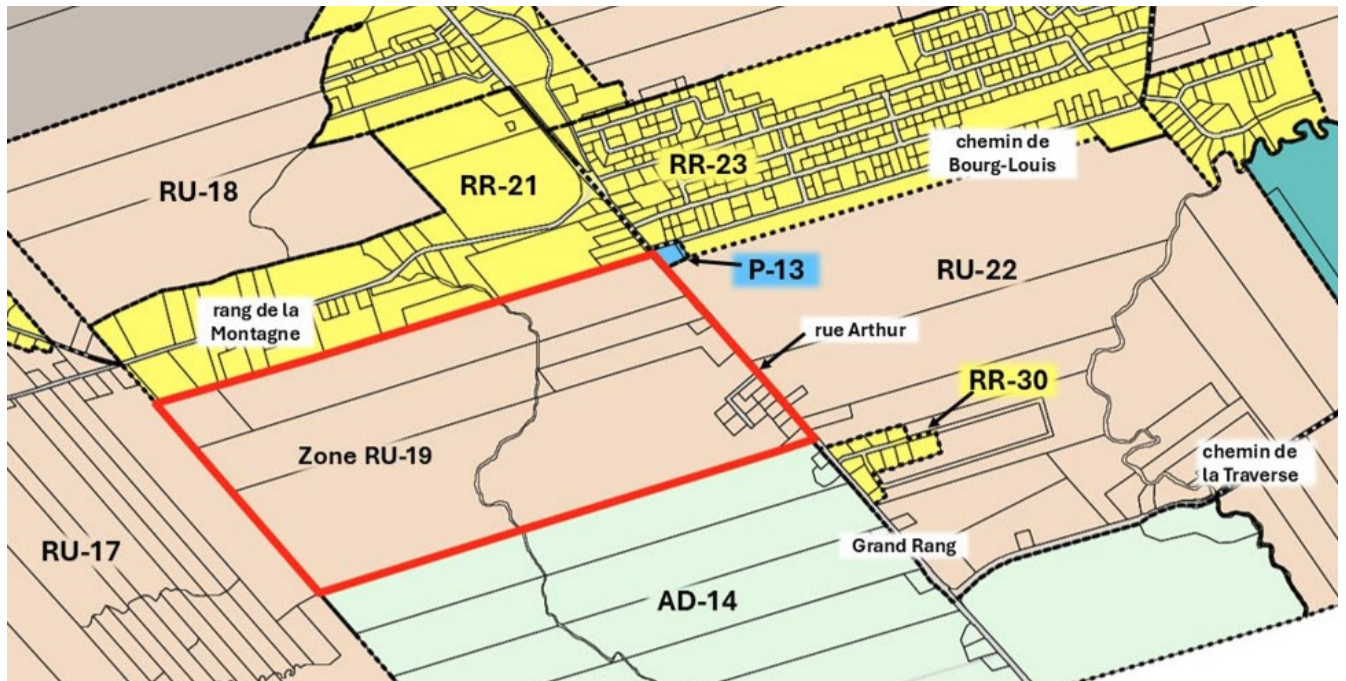 chemin de
Bourg-Louis
RR-23
RR-21
RU-18
P-13
RU-22
rang de la
Montagne
rue Arthur
RR-30
Zone RU-19
chemin de
la Traverse
RU-17
Grand Rang
AD-14